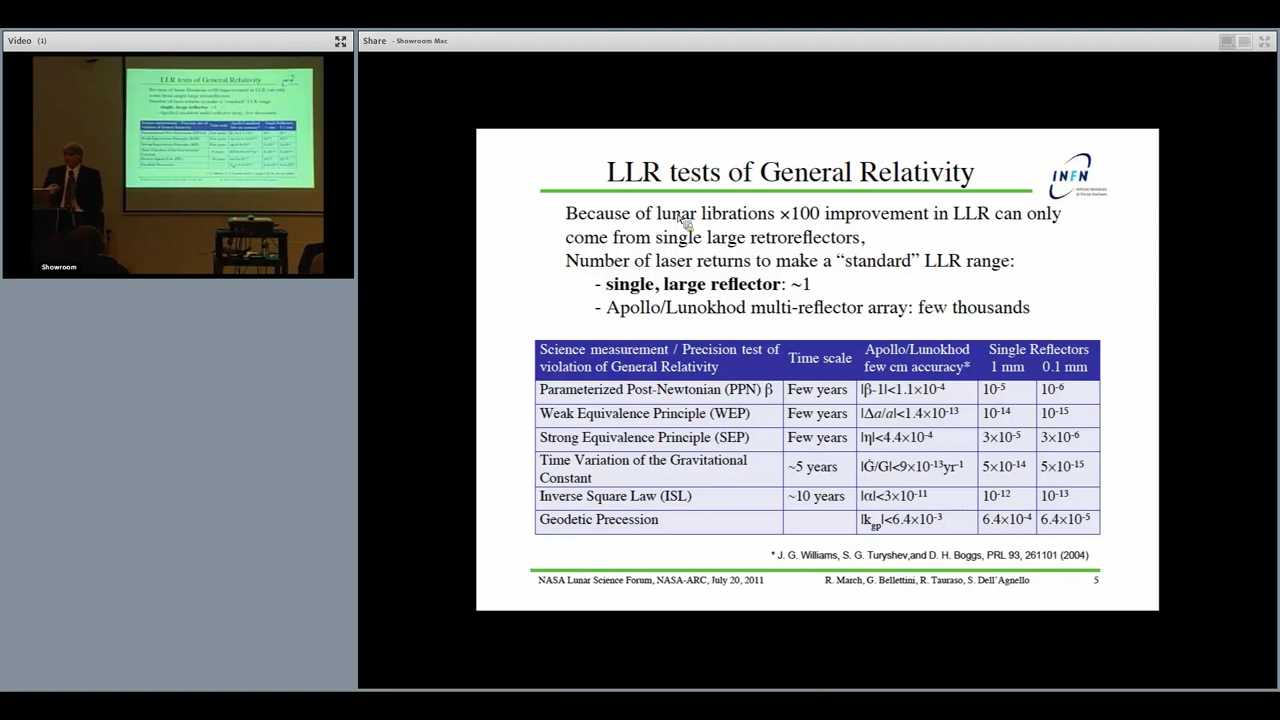 Video (1)
Share - Showroom Mac
LLR tests of General Relativity
Showroom
LLR tests of General Relativity
INFN
Because of lunar librations ×100 improvement in LLR can only
come from single large retroreflectors,
Number of laser returns to make a “standard” LLR range:
- single, large reflector: ~1
- Apollo/Lunokhod multi-reflector array: few thousands
Science measurement / Precision test of violation of General Relativity Time scale Apollo/Lunokhod few cm accuracy* Single Reflectors 1 mm 0.1 mm
Parameterized Post-Newtonian (PPN) β Few years |β-1|<1.1×10-4 10-5 10-6
Weak Equivalence Principle (WEP) Few years |Δa/a|<1.4×10-13 10-14 10-15
Strong Equivalence Principle (SEP) Few years |η|<4.4×10-4 3×10-5 3×10-6
Time Variation of the Gravitational Constant ~5 years |Ġ/G|<9×10-13yr-1 5×10-14 5×10-15
Inverse Square Law (ISL) ~10 years |α|<3×10-11 10-12 10-13
Geodetic Precession |kgp|<6.4×10-3 6.4×10-4 6.4×10-5
* J. G. Williams, S. G. Turyshev,and D. H. Boggs, PRL 93, 261101 (2004)
NASA Lunar Science Forum, NASA-ARC, July 20, 2011 R. March, G. Bellettini, R. Tauraso, S. Dell’Agnello 5